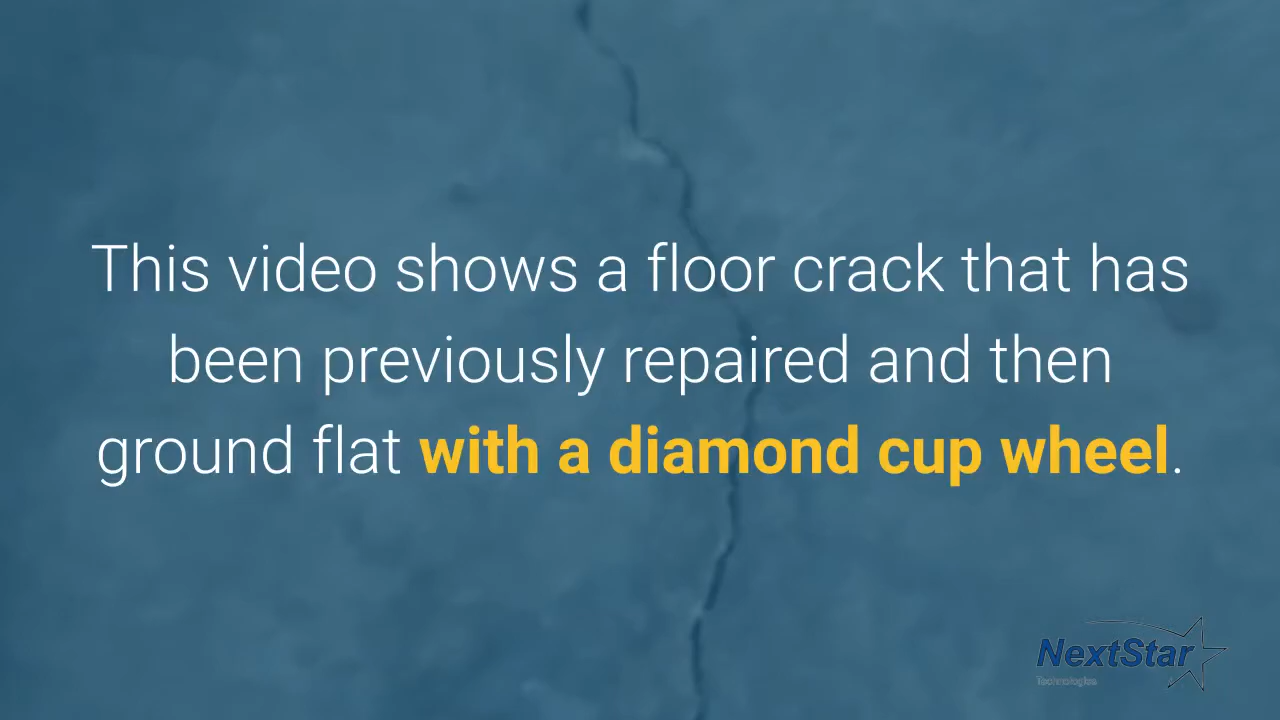 This video shows a floor crack that has
been previously repaired and then
ground flat with a diamond cup wheel.
NextStar
Technologies